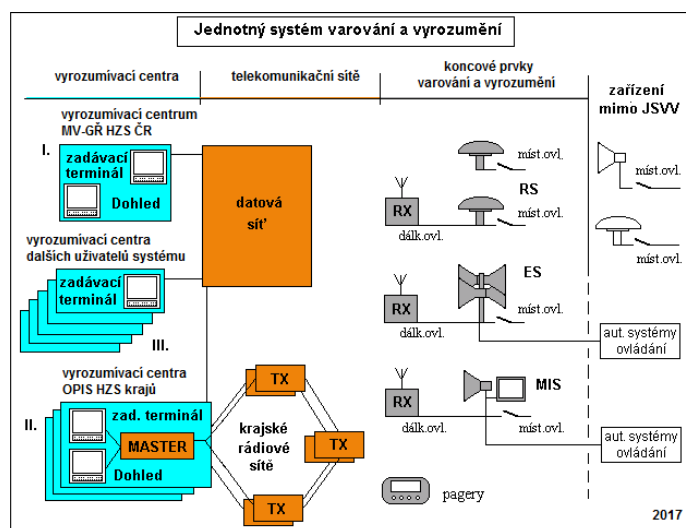 Jednotný systém varování a vyrozumění
vyrozumívací centra
telekomunikační sítě
koncové prvky
varování a vyrozumění
zařízení
mimo JSVV
vyrozumívací centrum
MV-GŘ HZS ČR
I.
zadávací
terminál
Dohled
datová
síť
vyrozumívací centra
dalších uživatelů systému
zadávací
terminál
III.
vyrozumívací centra
OPIS HZS krajů
II.
zad. terminál
MASTER
Dohled
TX
TX
TX
krajské
rádiové
sítě
míst.ovl.
RS
RX
míst.ovl.
dálk.ovl.
ES
RX
míst.ovl.
dálk.ovl.
MIS
RX
míst.ovl.
dálk.ovl.
pagery
míst.ovl.
míst.ovl.
aut. systémy
ovládání
aut. systémy
ovládání
2017